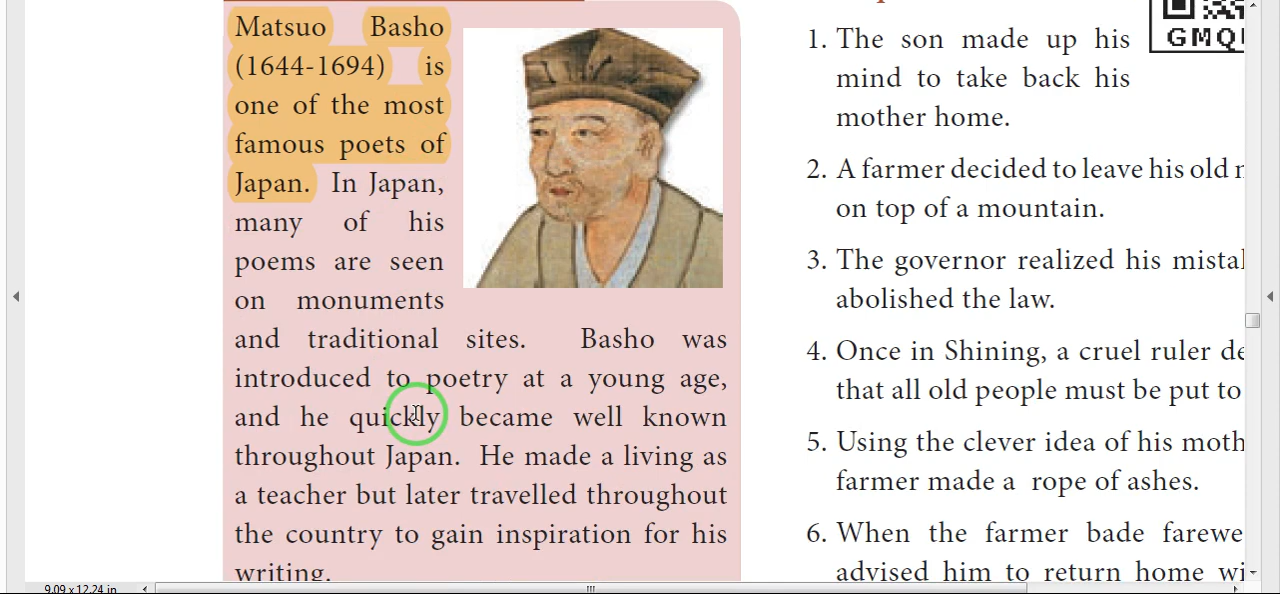 Matsuo Basho
(1644-1694) is
one of the most
famous poets of
Japan. In Japan,
many of his
poems are seen
on monuments
and traditional sites. Basho was
introduced to poetry at a young age,
and he quickly became well known
throughout Japan. He made a living as
a teacher but later travelled throughout
the country to gain inspiration for his
writing.
GMQ
1. The son made up his
mind to take back his
mother home.
2. A farmer decided to leave his old
on top of a mountain.
3. The governor realized his
abolished the law.
4. Once in Shining, a cruel ruler
that all old people must be put to
5. Using the clever idea of his
farmer made a rope of ashes.
6. When the farmer bade
advised him to return home
9.09 x 12.24 in